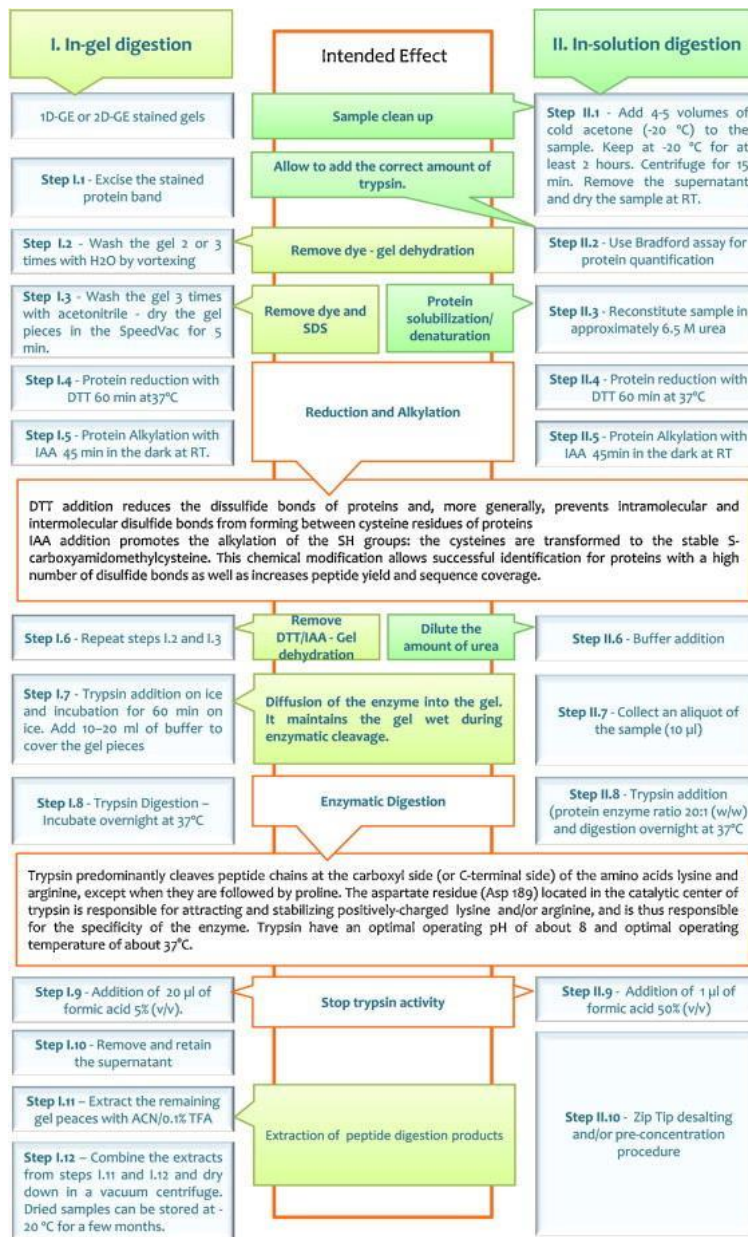 I. In-gel digestion
Intended Effect
II. In-solution digestion
1D-GE or 2D-GE stained gels
Sample clean up
Step II.1 - Add 4-5 volumes of
cold acetone (-20 ºC) to the
sample. Keep at -20 ºC for at
least 2 hours. Centrifuge for 15
min. Remove the supernatant
and dry the sample at RT.
Step I.1 - Excise the stained
protein band
Allow to add the correct amount of
trypsin.
Step I.2 - Wash the gel 2 or 3
times with H2O by vortexing
Remove dye - gel dehydration
Step II.2 - Use Bradford assay for
protein quantification
Step I.3 - Wash the gel 3 times
with acetonitrile - dry the gel
pieces in the SpeedVac for 5
min.
Remove dye and
SDS
Protein
solubilization/
denaturation
Step II.3 - Reconstitute sample in
approximately 6.5 M urea
Step I.4 - Protein reduction with
DTT 60 min at37ºC
Reduction and Alkylation
Step II.4 - Protein reduction with
DTT 60 min at 37ºC
Step I.5 - Protein Alkylation with
IAA 45 min in the dark at RT.
Step II.5 - Protein Alkylation with
IAA 45min in the dark at RT
DTT addition reduces the dissulfide bonds of proteins and, more generally, prevents intramolecular and
intermolecular disulfide bonds from forming between cysteine residues of proteins
IAA addition promotes the alkylation of the SH groups: the cysteines are transformed to the stable S-
carboxyamidomethylcysteine. This chemical modification allows successful identification for proteins with a high
number of disulfide bonds as well as increases peptide yield and sequence coverage.
Step I.6 - Repeat steps I.2 and I.3
Remove
DTT/IAA - Gel
dehydration
Dilute the
amount of urea
Step II.6 - Buffer addition
Step I.7 - Trypsin addition on ice
and incubation for 60 min on
ice. Add 10–20 ml of buffer to
cover the gel pieces
Diffusion of the enzyme into the gel.
It maintains the gel wet during
enzymatic cleavage.
Step II.7 - Collect an aliquot of
the sample (10 µl)
Step I.8 - Trypsin Digestion –
Incubate overnight at 37ºC
Enzymatic Digestion
Step II.8 - Trypsin addition
(protein enzyme ratio 20:1 (w/w)
and digestion overnight at 37ºC
Trypsin predominantly cleaves peptide chains at the carboxyl side (or C-terminal side) of the amino acids lysine and
arginine, except when they are followed by proline. The aspartate residue (Asp 189) located in the catalytic center of
trypsin is responsible for attracting and stabilizing positively-charged lysine and/or arginine, and is thus responsible
for the specificity of the enzyme. Trypsin have an optimal operating pH of about 8 and optimal operating
temperature of about 37°C.
Step I.9 - Addition of 20 µl of
formic acid 5% (v/v).
Stop trypsin activity
Step II.9 - Addition of 1 µl of
formic acid 50% (v/v)
Step I.10 - Remove and retain
the supernatant
Step I.11 – Extract the remaining
gel peaces with ACN/0.1% TFA
Extraction of peptide digestion products
Step II.10 - Zip Tip desalting
and/or pre-concentration
procedure
Step I.12 – Combine the extracts
from steps I.11 and I.12 and dry
down in a vacuum centrifuge.
Dried samples can be stored at -
20 ºC for a few months.